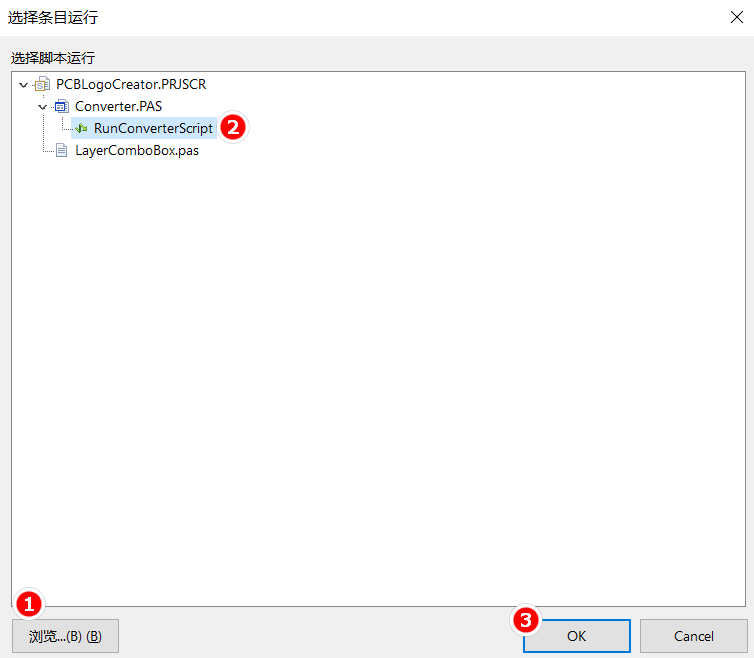 选择条目运行
选择脚本运行
PCBLogoCreator.PRJSCR
Converter.PAS
RunConverterScript 2
LayerComboBox.pas
1
浏览...(B) (B)
3
OK
Cancel